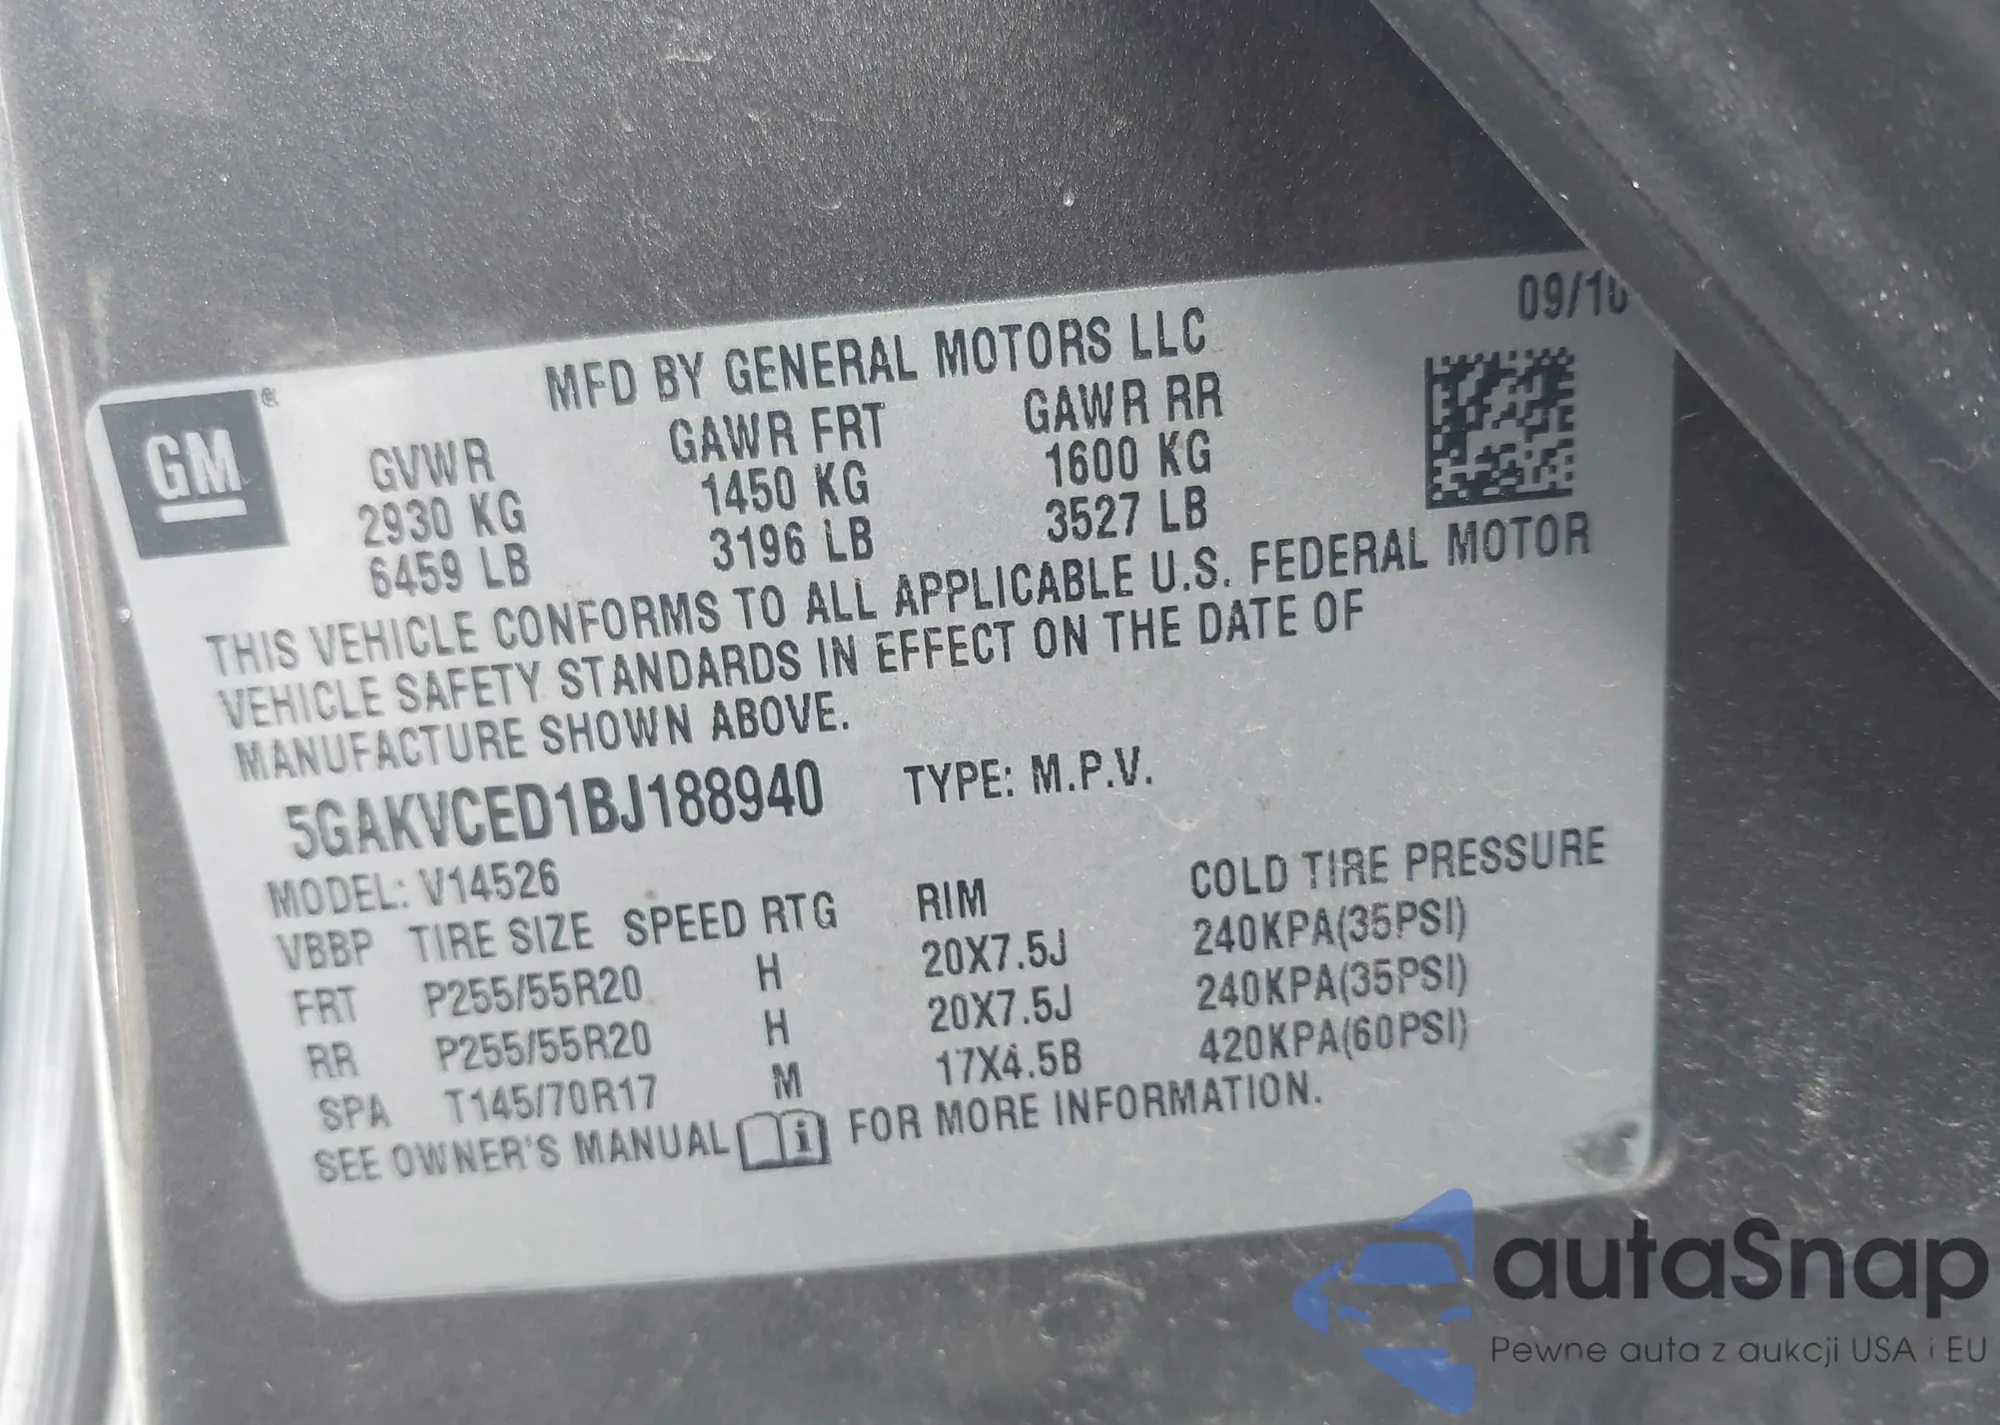 09/10
MFD BY GENERAL MOTORS LLC
GM ®
GVWR GAWR FRT GAWR RR
2930 KG 1450 KG 1600 KG
6459 LB 3196 LB 3527 LB
THIS VEHICLE CONFORMS TO ALL APPLICABLE U.S. FEDERAL MOTOR
VEHICLE SAFETY STANDARDS IN EFFECT ON THE DATE OF
MANUFACTURE SHOWN ABOVE.
5GAKVCED1BJ188940 TYPE: M.P.V.
MODEL: V14526
VBBP TIRE SIZE SPEED RTG RIM COLD TIRE PRESSURE
FRT P255/55R20 H 20X7.5J 240KPA(35PSI)
RR P255/55R20 H 20X7.5J 240KPA(35PSI)
SPA T145/70R17 M 17X4.5B 420KPA(60PSI)
SEE OWNER'S MANUAL i FOR MORE INFORMATION.
autaSnap
Pewne auta z aukcji USA i EU